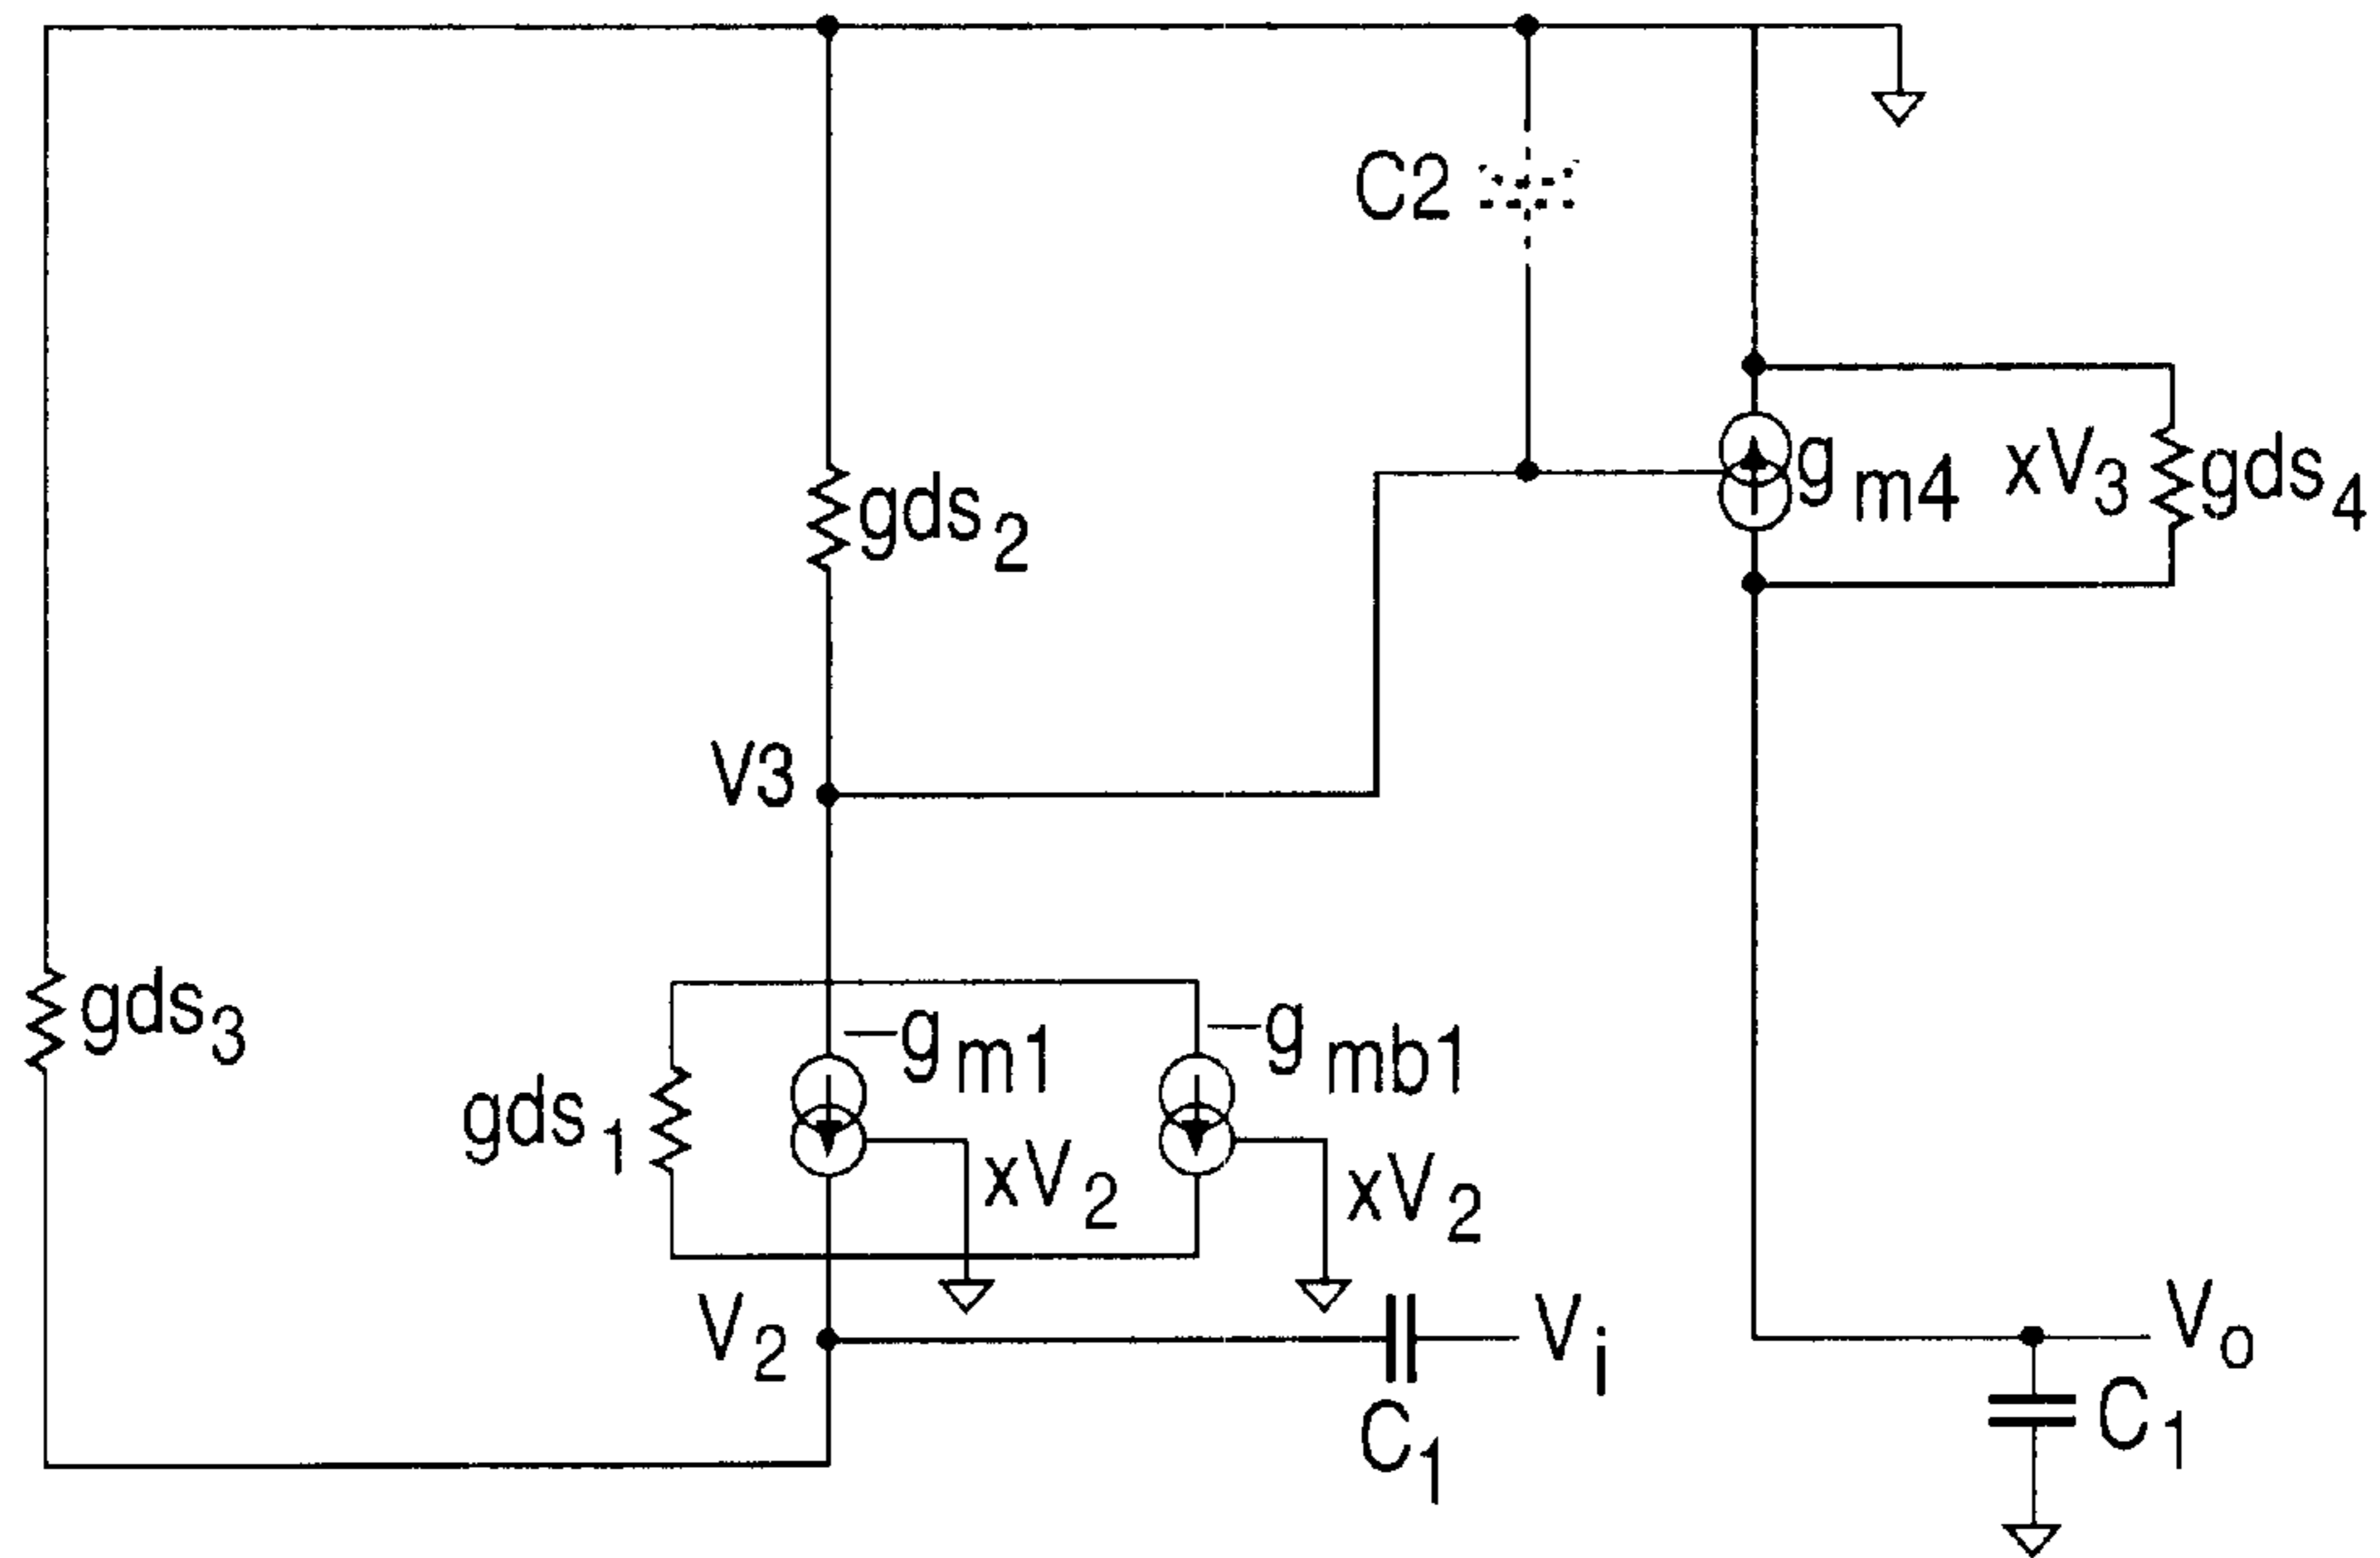 C2
g m4 xV3 gds4
gds2
V3
gds3
–g m1
–g mb1
gds1
xV2
xV2
V2
Vi
Vo
C1
C1